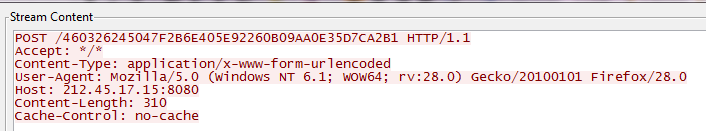 Stream Content
POST /460326245047F2B6E405E92260B09AA0E35D7CA2B1 HTTP/1.1
Accept: */*
Content-Type: application/x-www-form-urlencoded
User-Agent: Mozilla/5.0 (Windows NT 6.1; WOW64; rv:28.0) Gecko/20100101 Firefox/28.0
Host: 212.45.17.15:8080
Content-Length: 310
Cache-Control: no-cache